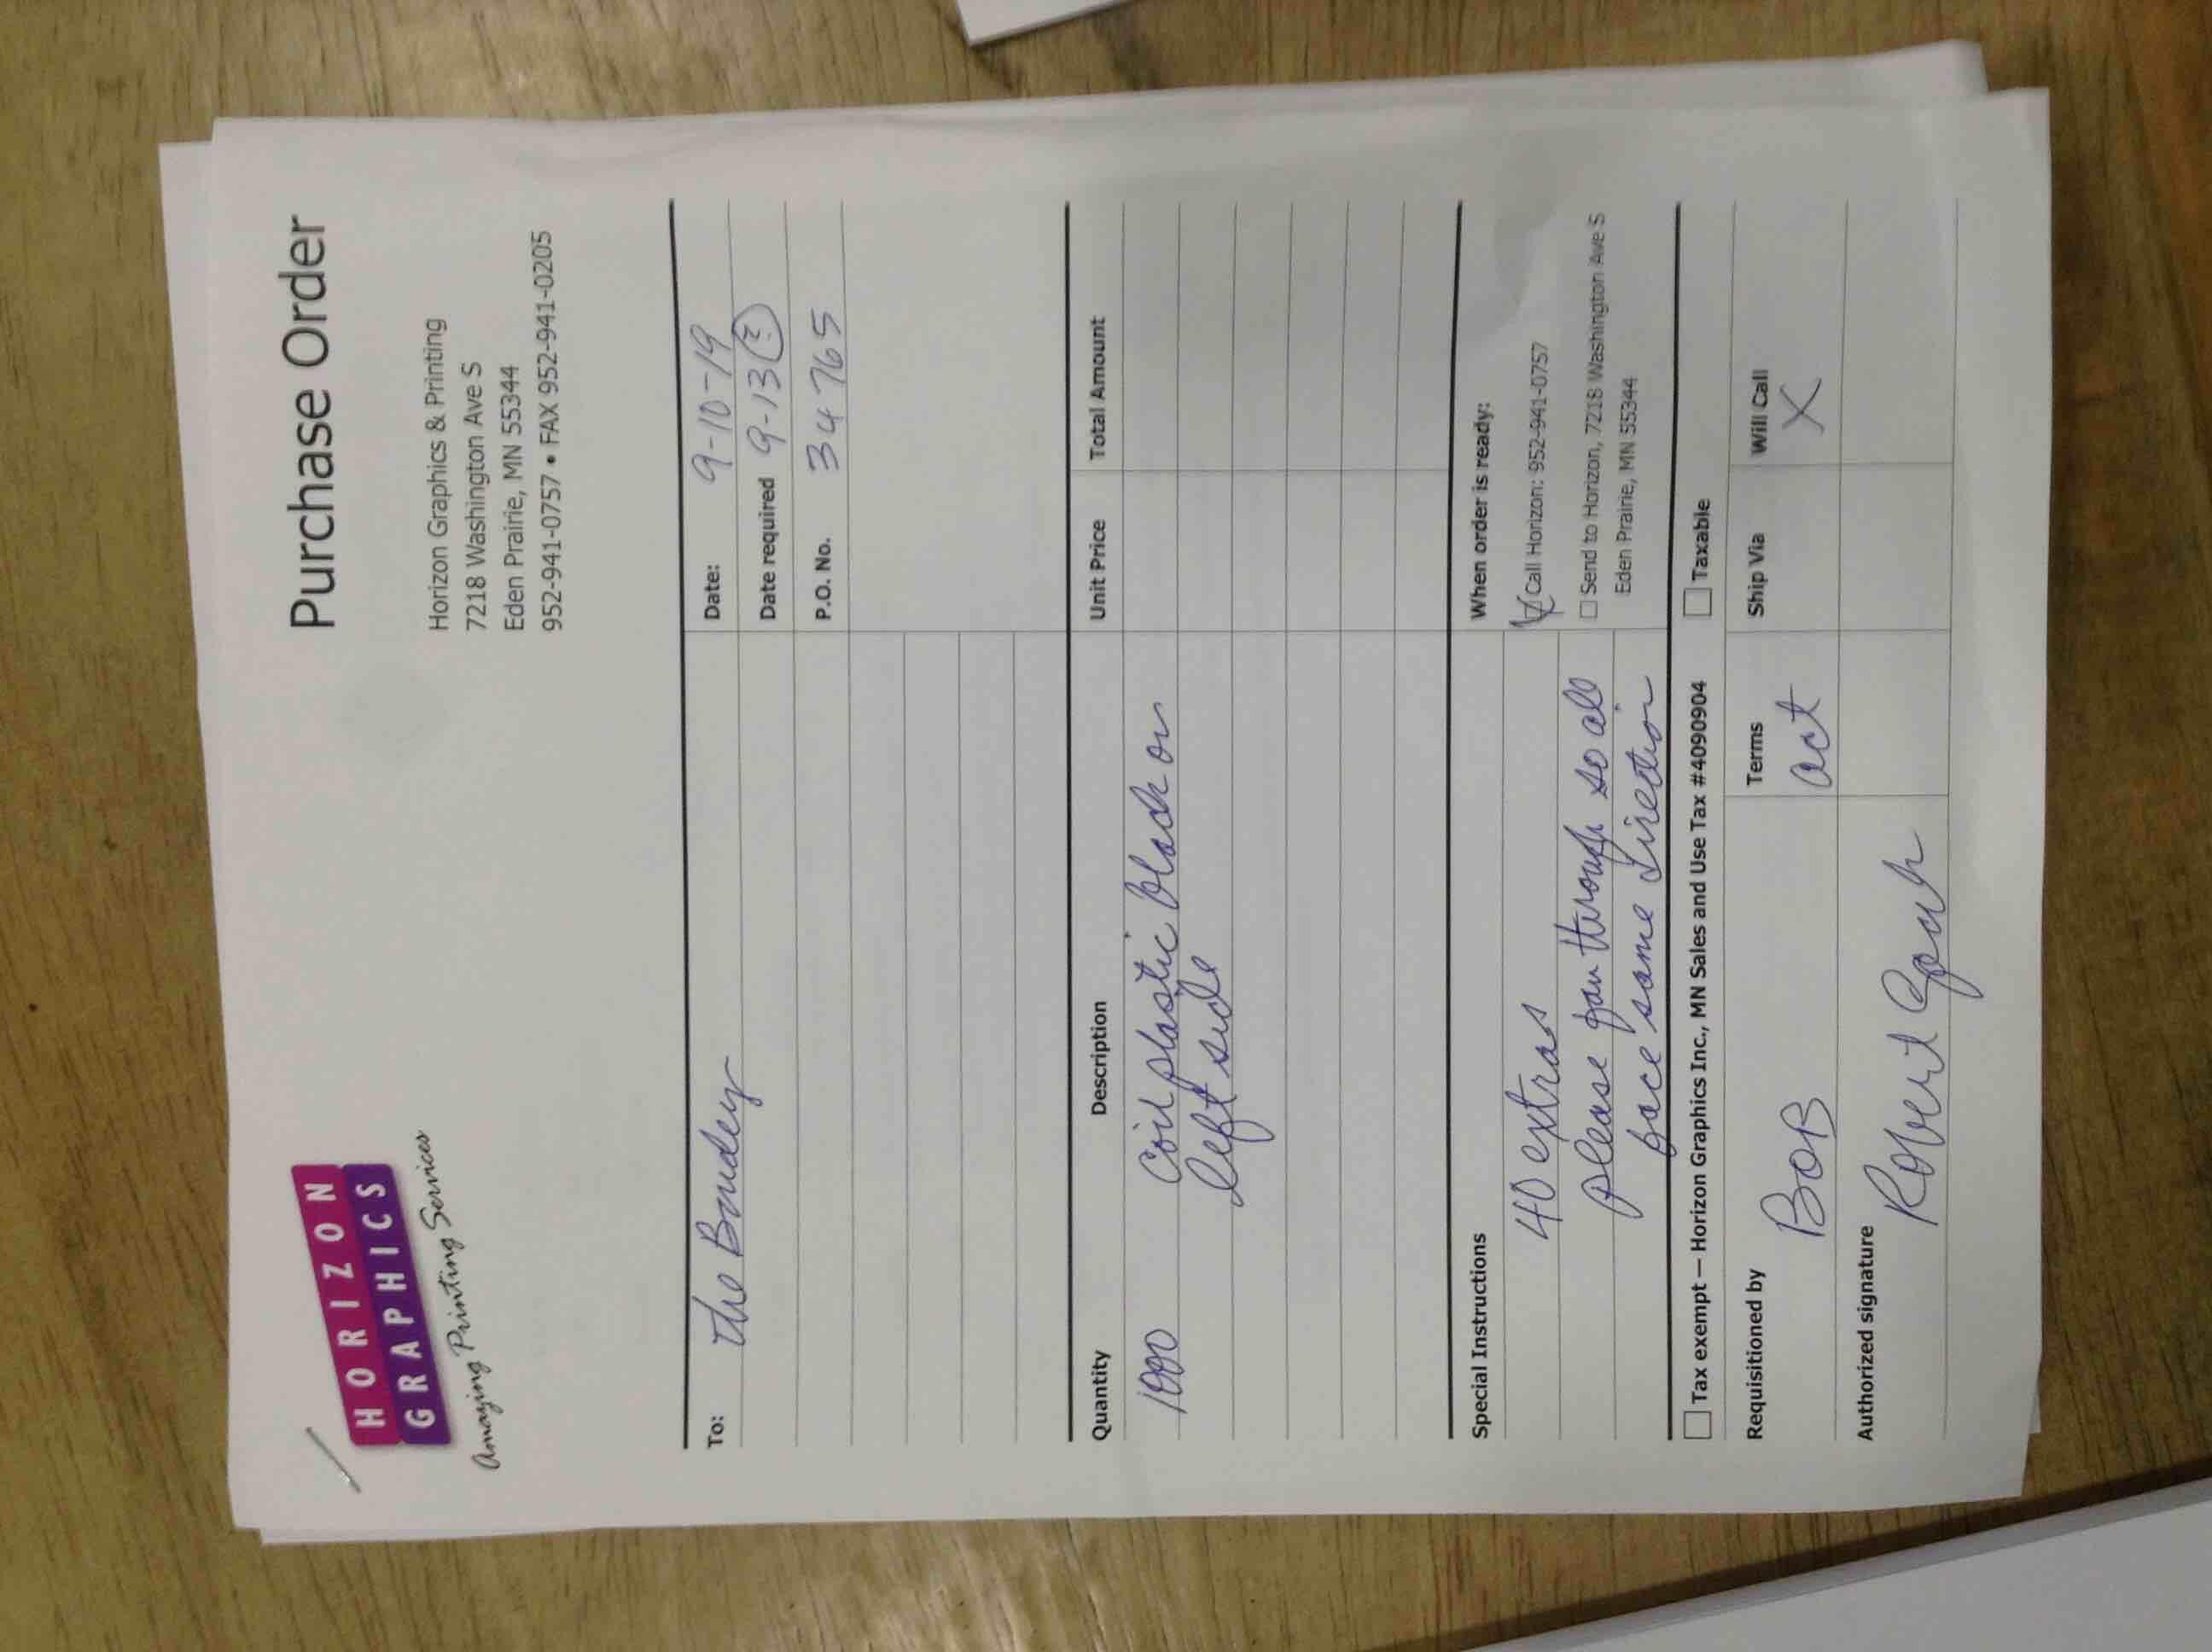 HORIZON
GRAPHICS
Amazing Printing Services
Purchase Order
Horizon Graphics & Printing
7218 Washington Ave S
Eden Prairie, MN 55344
952-941-0757 • FAX 952-941-0205
To: the Bindery
Date: 9-10-19
Date required 9-13 (?)
P.O. No. 34765
Quantity Description Unit Price Total Amount
1000 Coil plastic black on
left side
Special Instructions
40 extras
please fan through so all
face same direction
When order is ready:
Call Horizon: 952-941-0757
Send to Horizon, 7218 Washington Ave S
Eden Prairie, MN 55344
Tax exempt — Horizon Graphics Inc., MN Sales and Use Tax #4090904 Taxable
Requisitioned by Terms Ship Via Will Call
BOB act X
Authorized signature
Robert